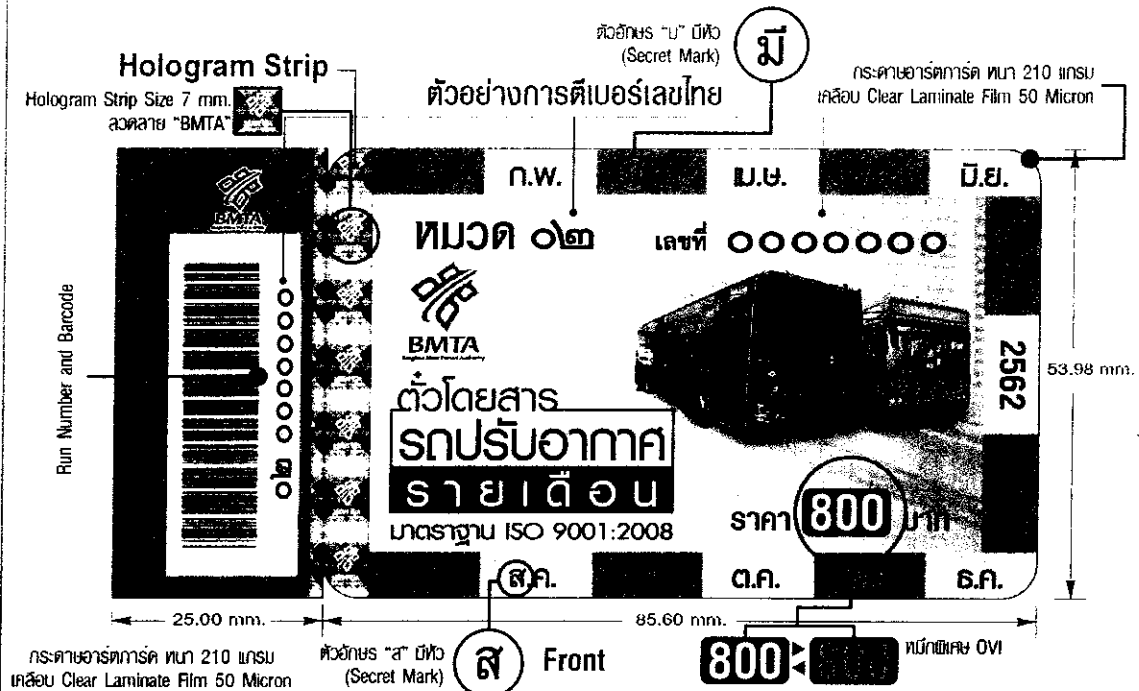 ตัวอักษร "ม" มีหัว
(Secret Mark)
มี
Hologram Strip
Hologram Strip Size 7 mm.
ลวดลาย "BMTA"
ตัวอย่างการตีเบอร์เลขไทย
กระดาษอาร์ตการ์ด หนา 210 แกรม
เคลือบ Clear Laminate Film 50 Micron
ก.พ.
เม.ษ.
มิ.ย.
BMTA
หมวด ๐๒
เลขที่ ๐๐๐๐๐๐๐
Run Number and Barcode
๐๐๐๐๐๐๐ ๐๒
BMTA
2562
53.98 mm.
ตั๋วโดยสาร
รถปรับอากาศ
รายเดือน
มาตราฐาน ISO 9001:2008
ราคา 800 บาท
ส.ค.
ต.ค.
ธ.ค.
25.00 mm.
85.60 mm.
กระดาษอาร์ตการ์ด หนา 210 แกรม
เคลือบ Clear Laminate Film 50 Micron
ตัวอักษร "ส" มีหัว
(Secret Mark)
ส
Front
800
800
หมึกพิเศษ OVI